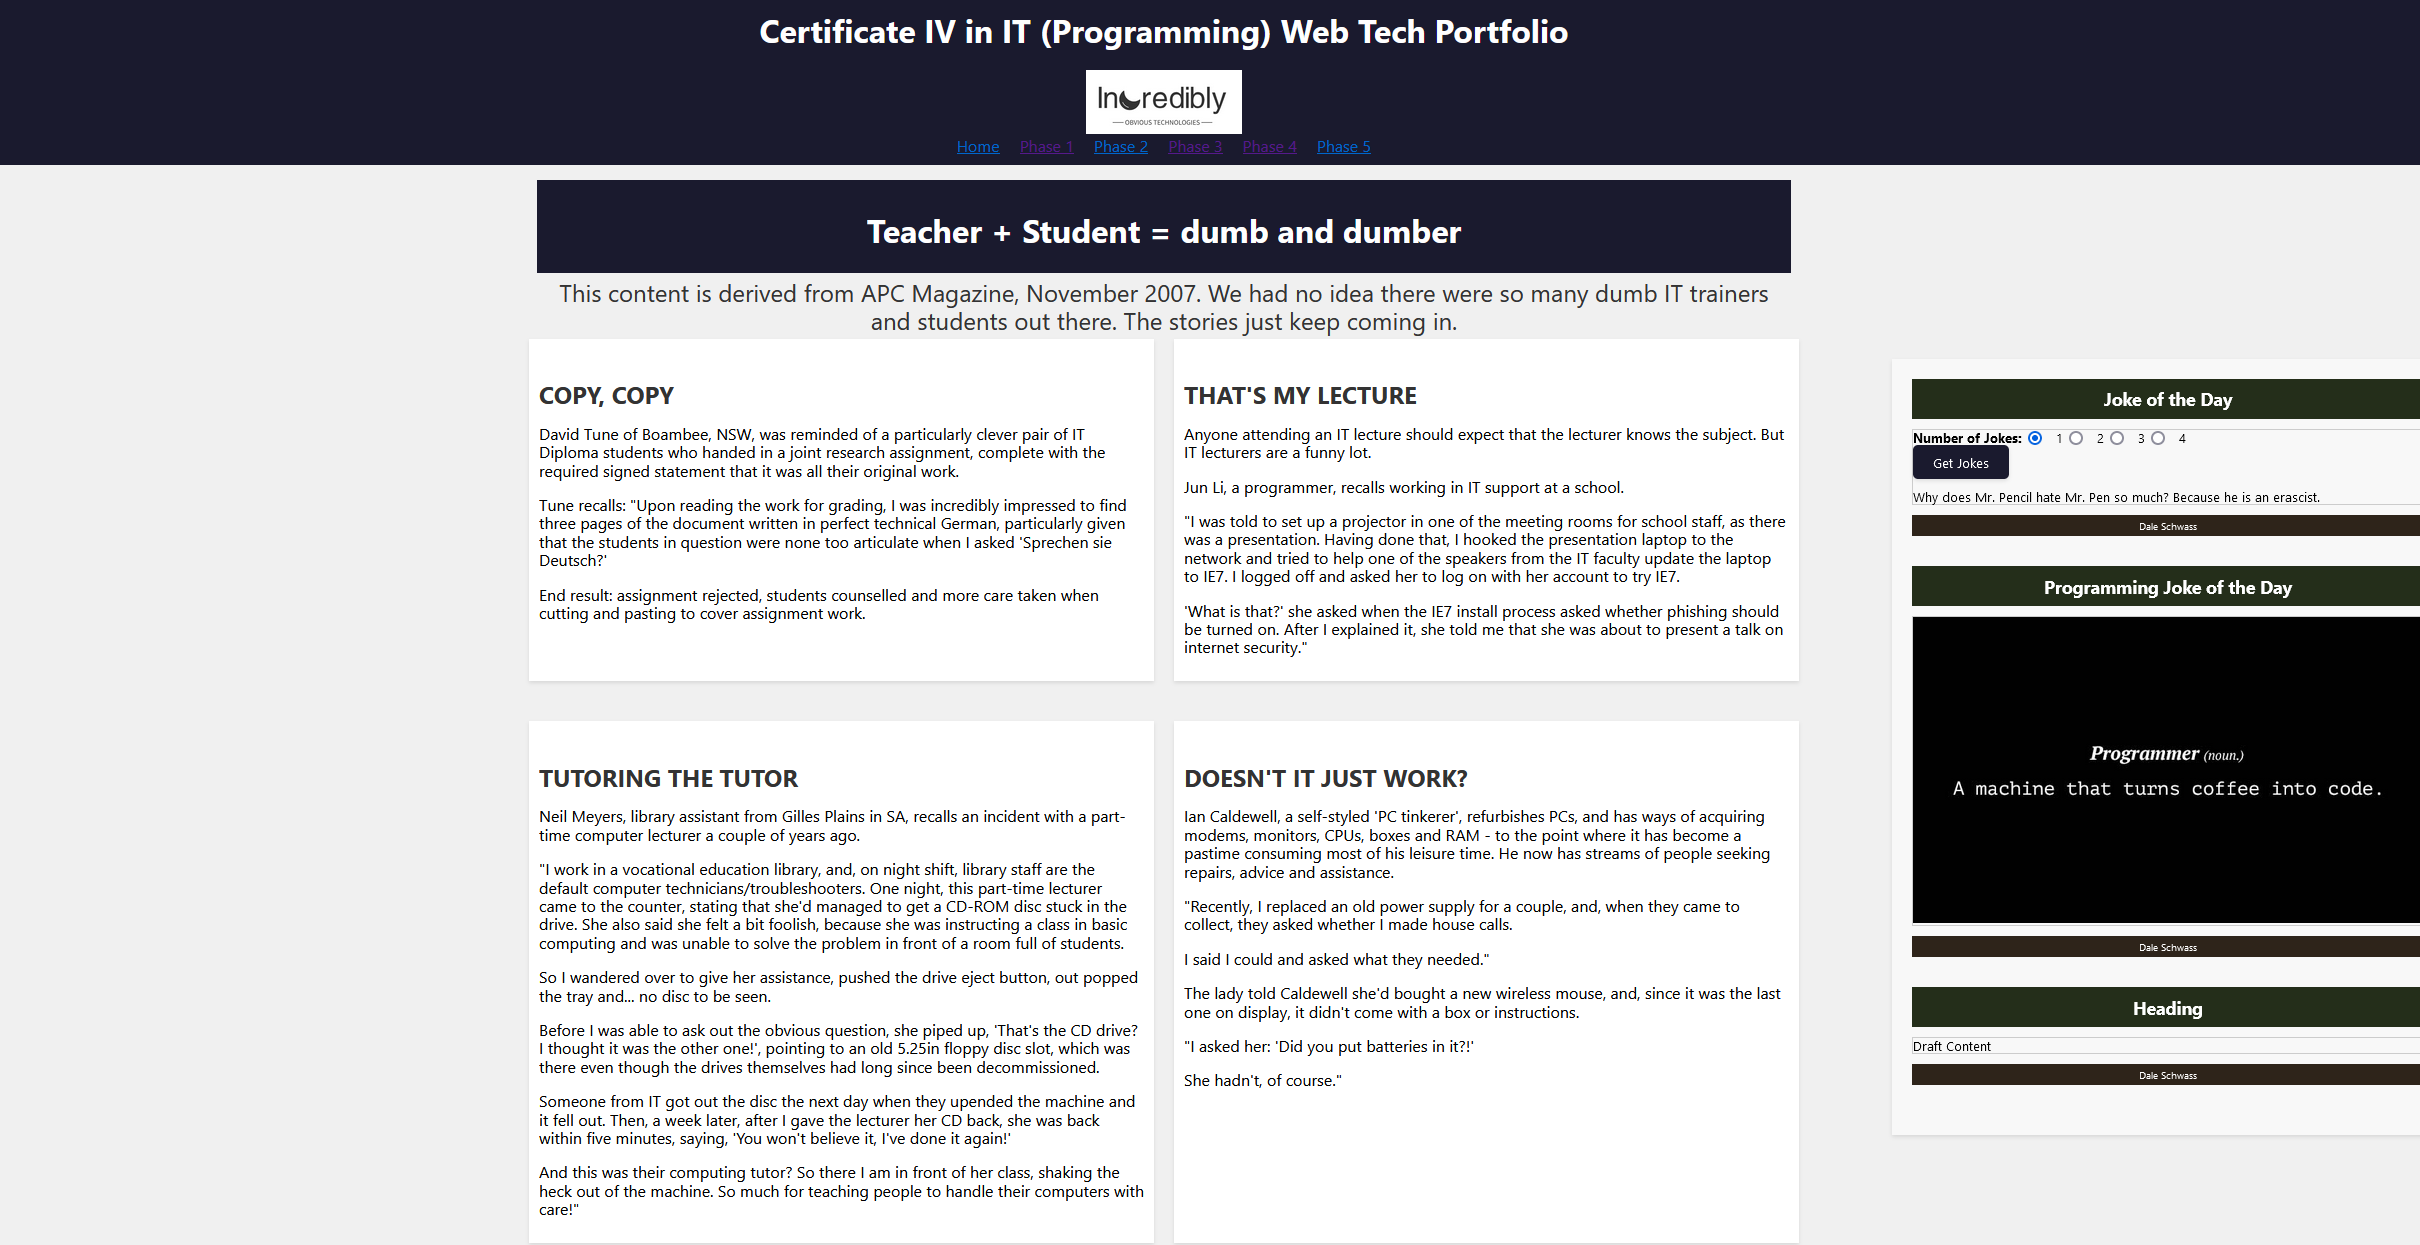 Certificate IV in IT (Programming) Web Tech Portfolio
Incredibly
OBVIOUS TECHNOLOGIES
Home Phase 1 Phase 2 Phase 3 Phase 4 Phase 5
Teacher + Student = dumb and dumber
This content is derived from APC Magazine, November 2007. We had no idea there were so many dumb IT trainers
and students out there. The stories just keep coming in.
COPY, COPY
David Tune of Boambee, NSW, was reminded of a particularly clever pair of IT
Diploma students who handed in a joint research assignment, complete with the
required signed statement that it was all their original work.
Tune recalls: "Upon reading the work for grading, I was incredibly impressed to find
three pages of the document written in perfect technical German, particularly given
that the students in question were none too articulate when I asked 'Sprechen sie
Deutsch?'
End result: assignment rejected, students counselled and more care taken when
cutting and pasting to cover assignment work.
THAT'S MY LECTURE
Anyone attending an IT lecture should expect that the lecturer knows the subject. But
IT lecturers are a funny lot.
Jun Li, a programmer, recalls working in IT support at a school.
"I was told to set up a projector in one of the meeting rooms for school staff, as there
was a presentation. Having done that, I hooked the presentation laptop to the
network and tried to help one of the speakers from the IT faculty update the laptop
to IE7. I logged off and asked her to log on with her account to try IE7.
'What is that?' she asked when the IE7 install process asked whether phishing should
be turned on. After I explained it, she told me that she was about to present a talk on
internet security."
TUTORING THE TUTOR
Neil Meyers, library assistant from Gilles Plains in SA, recalls an incident with a part-
time computer lecturer a couple of years ago.
"I work in a vocational education library, and, on night shift, library staff are the
default computer technicians/troubleshooters. One night, this part-time lecturer
came to the counter, stating that she'd managed to get a CD-ROM disc stuck in the
drive. She also said she felt a bit foolish, because she was instructing a class in basic
computing and was unable to solve the problem in front of a room full of students.
So I wandered over to give her assistance, pushed the drive eject button, out popped
the tray and... no disc to be seen.
Before I was able to ask out the obvious question, she piped up, 'That's the CD drive?
I thought it was the other one!', pointing to an old 5.25in floppy disc slot, which was
there even though the drives themselves had long since been decommissioned.
Someone from IT got out the disc the next day when they upended the machine and
it fell out. Then, a week later, after I gave the lecturer her CD back, she was back
within five minutes, saying, 'You won't believe it, I've done it again!'
And this was their computing tutor? So there I am in front of her class, shaking the
heck out of the machine. So much for teaching people to handle their computers with
care!"
DOESN'T IT JUST WORK?
Ian Caldwell, a self-styled 'PC tinkerer', refurbishes PCs, and has ways of acquiring
modems, monitors, CPUs, boxes and RAM - to the point where it has become a
pastime consuming most of his leisure time. He now has streams of people seeking
repairs, advice and assistance.
"Recently, I replaced an old power supply for a couple, and, when they came to
collect, they asked whether I made house calls.
I said I could and asked what they needed."
The lady told Caldwell she'd bought a new wireless mouse, and, since it was the last
one on display, it didn't come with a box or instructions.
"I asked her: 'Did you put batteries in it?!'
She hadn't, of course."
Joke of the Day
Number of Jokes: 1 2 3 4
Get Jokes
Why does Mr. Pencil hate Mr. Pen so much? Because he is an erascist.
Dale Schwass
Programming Joke of the Day
Programmer (noun.)
A machine that turns coffee into code.
Dale Schwass
Heading
Draft Content
Dale Schwass